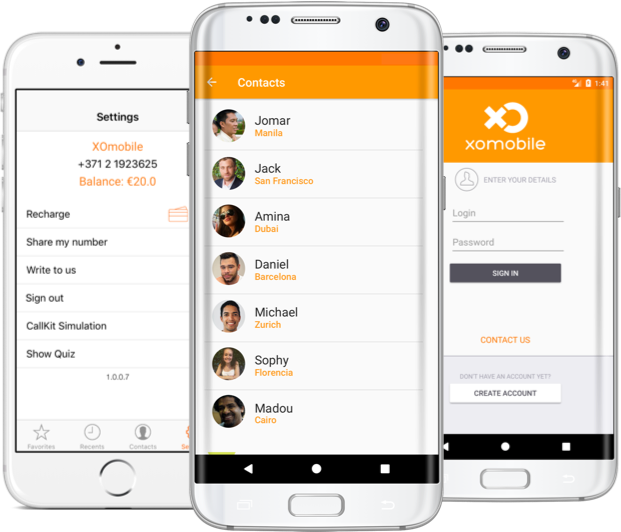 Settings
XOmobile
+371 2 1923625
Balance: €20.0
Recharge
Share my number
Write to us
Sign out
CallKit Simulation
Show Quiz
1.0.0.7
Favorites
Recents
Contacts
Contacts
Jomar
Manila
Jack
San Francisco
Amina
Dubai
Daniel
Barcelona
Michael
Zurich
Sophy
Florencia
Madou
Cairo
1:41
xomobile
ENTER YOUR DETAILS
Login
Password
SIGN IN
CONTACT US
DON'T HAVE AN ACCOUNT YET?
CREATE ACCOUNT